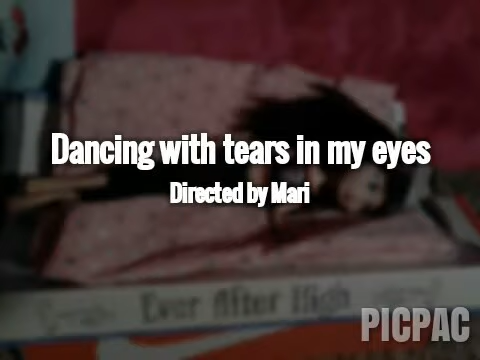 Dancing with tears in my eyes
Directed by Mari
Ever After High
PICPAC